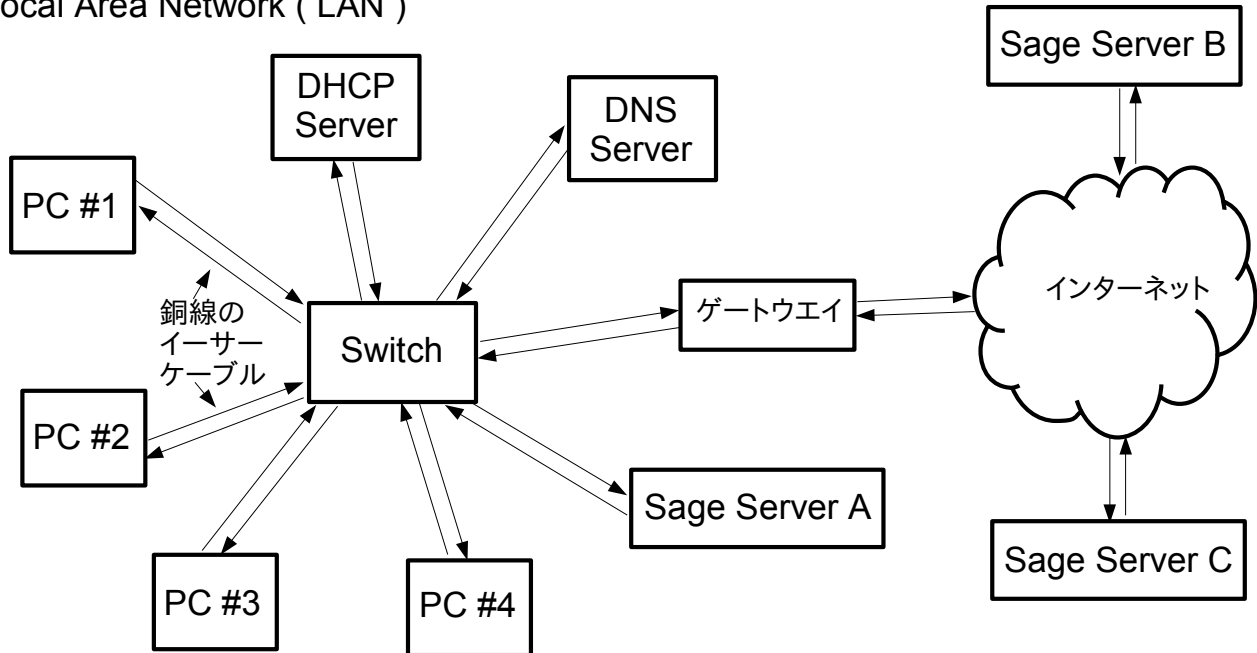 ocal Area Network ( LAN )
Sage Server B
DHCP
Server
DNS
Server
PC #1
インターネット
ゲートウエイ
銅線の
イーサー
ケーブル
Switch
PC #2
Sage Server A
Sage Server C
PC #3
PC #4